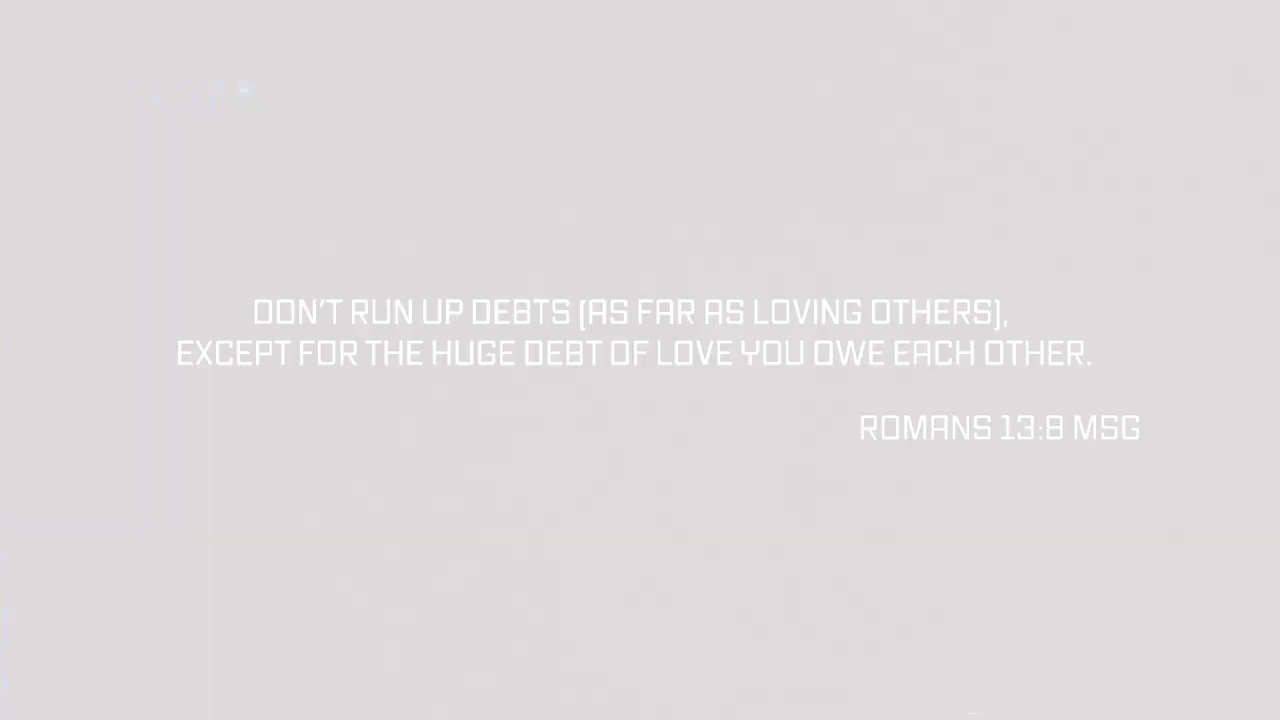 DON'T RUN UP DEBTS (AS FAR AS LOVING OTHERS),
EXCEPT FOR THE HUGE DEBT OF LOVE YOU OWE EACH OTHER.
ROMANS 13:8 MSG